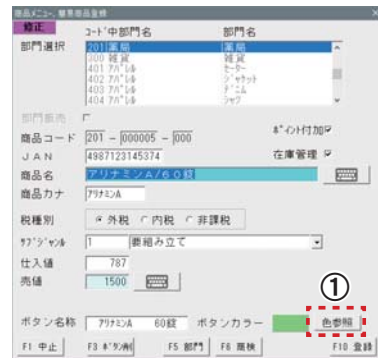 商品メニュー、簡易商品登録
修正
コード 中部門名 部門名
部門選択
201 薬局 薬局
300 雑貨 雑貨
401 アパレル セーター
402 アパレル ジャケット
403 アパレル デニム
404 アパレル シャツ
部門販売
ポイント付加
商品コード 201 - 000005 - 000
JAN 4987123145374 在庫管理
商品名 アリナミンA/60錠
商品カナ アリナミンA
税種別 外税 内税 非課税
サブジャンル 1 要組み立て
仕入値 787
売値 1500
①
ボタン名称 アリナミンA 60錠 ボタンカラー 色参照
F1 中止 F3 ボタン削 F5 部門 F6 簡検 F10 登録